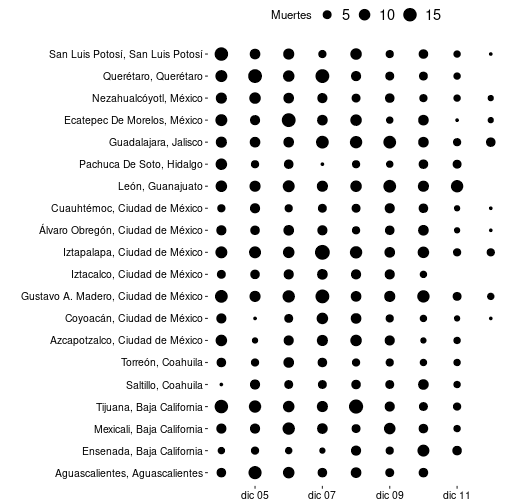 Muertes 5 10 15
San Luis Potosí, San Luis Potosí
Querétaro, Querétaro
Nezahualcóyotl, México
Ecatepec De Morelos, México
Guadalajara, Jalisco
Pachuca De Soto, Hidalgo
León, Guanajuato
Cuauhtémoc, Ciudad de México
Álvaro Obregón, Ciudad de México
Iztapalapa, Ciudad de México
Iztacalco, Ciudad de México
Gustavo A. Madero, Ciudad de México
Coyoacán, Ciudad de México
Azcapotzalco, Ciudad de México
Torreón, Coahuila
Saltillo, Coahuila
Tijuana, Baja California
Mexicali, Baja California
Ensenada, Baja California
Aguascalientes, Aguascalientes
dic 05 dic 07 dic 09 dic 11